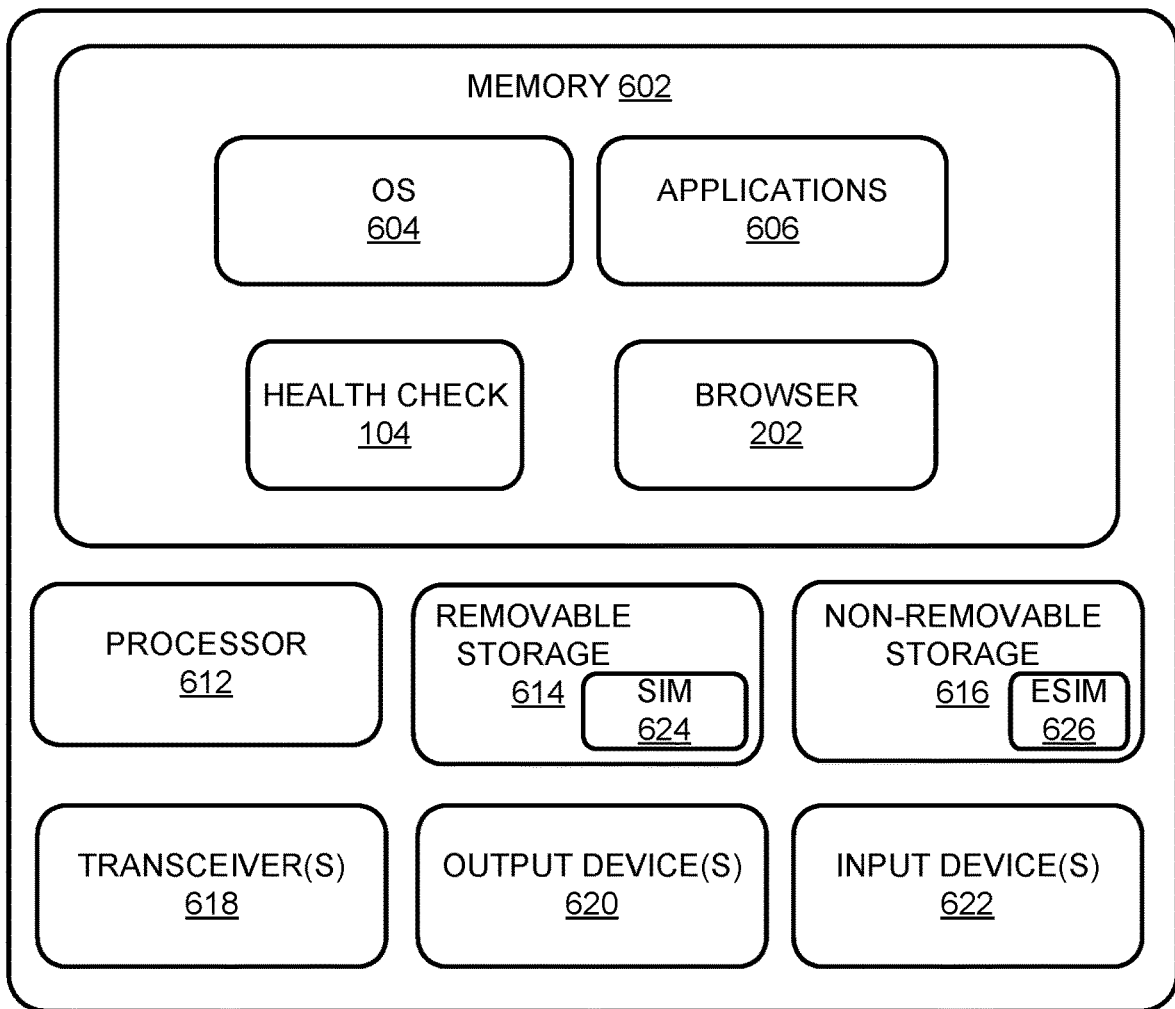 MEMORY 602
OS
604
APPLICATIONS
606
HEALTH CHECK
104
BROWSER
202
PROCESSOR
612
REMOVABLE
STORAGE
614
SIM
624
NON-REMOVABLE
STORAGE
616
ESIM
626
TRANSCEIVER(S)
618
OUTPUT DEVICE(S)
620
INPUT DEVICE(S)
622